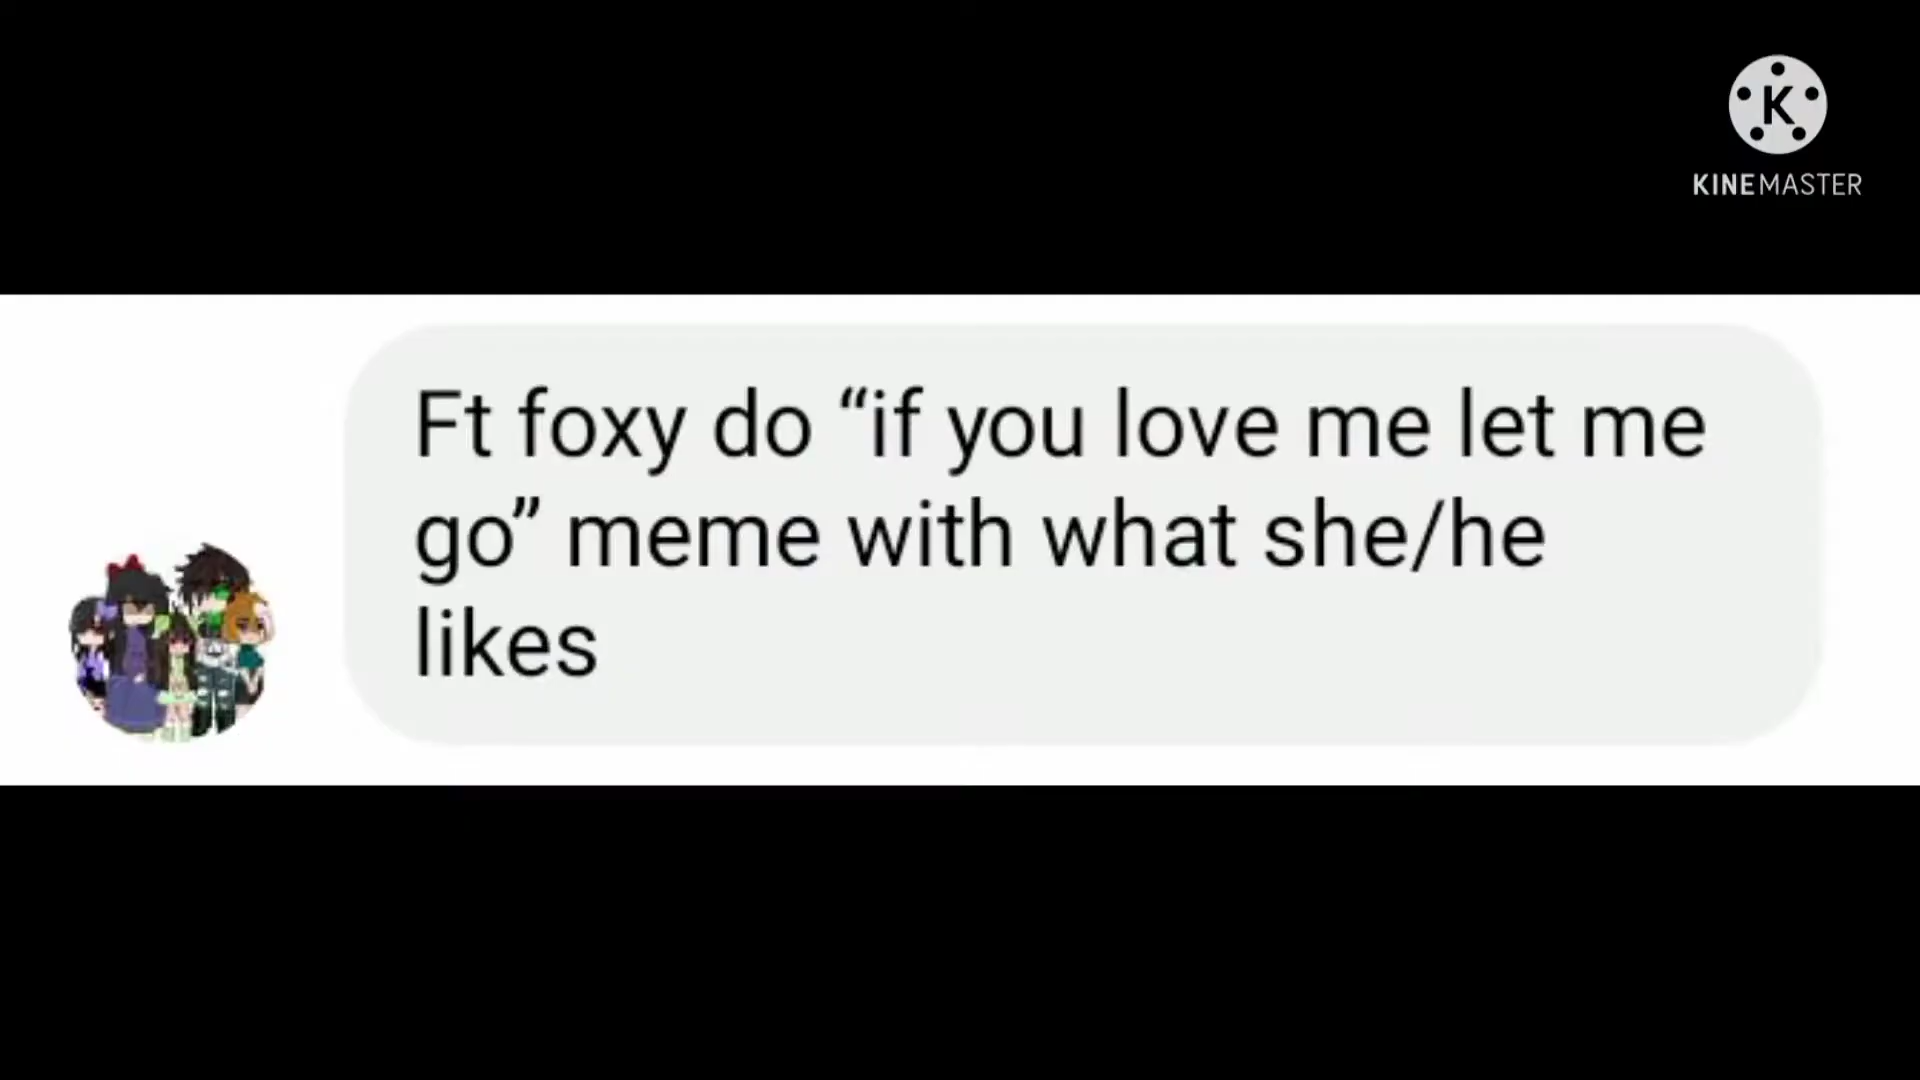 K
KINEMASTER
Ft foxy do “if you love me let me
go” meme with what she/he
likes